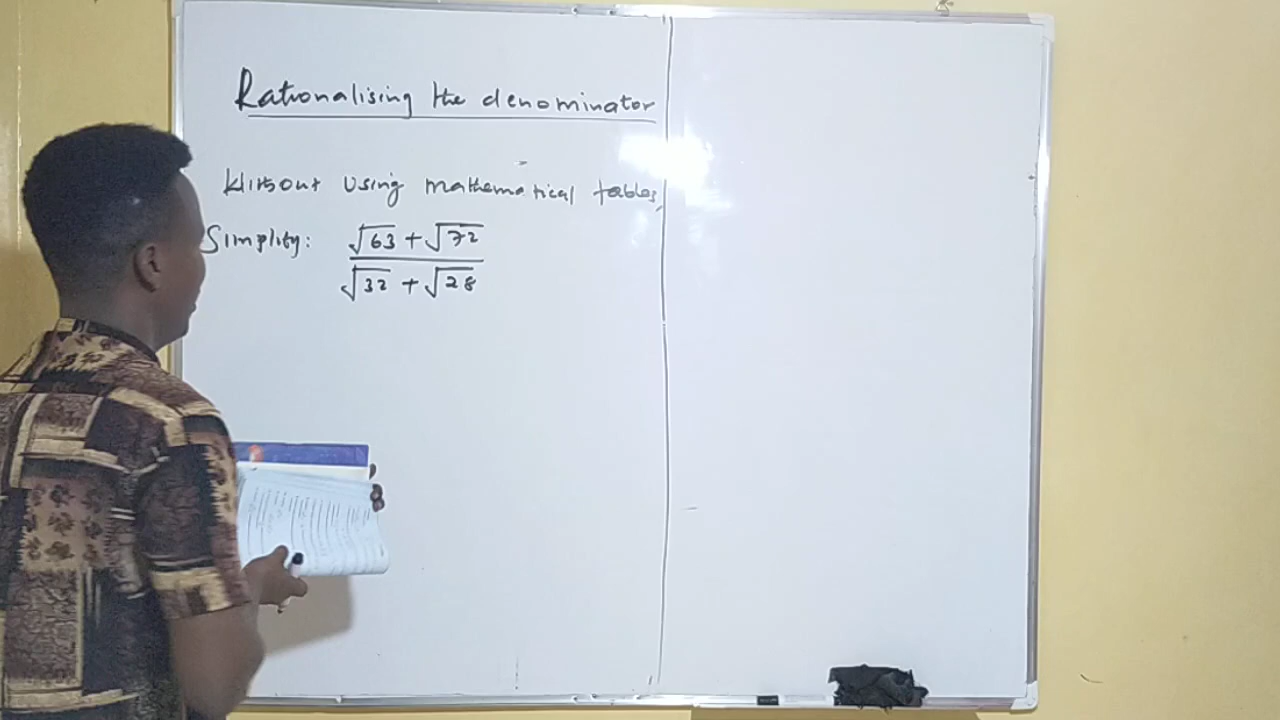 Rationalising the denominator
Without using mathematical tables,
Simplify: √63 + √72
√32 + √28